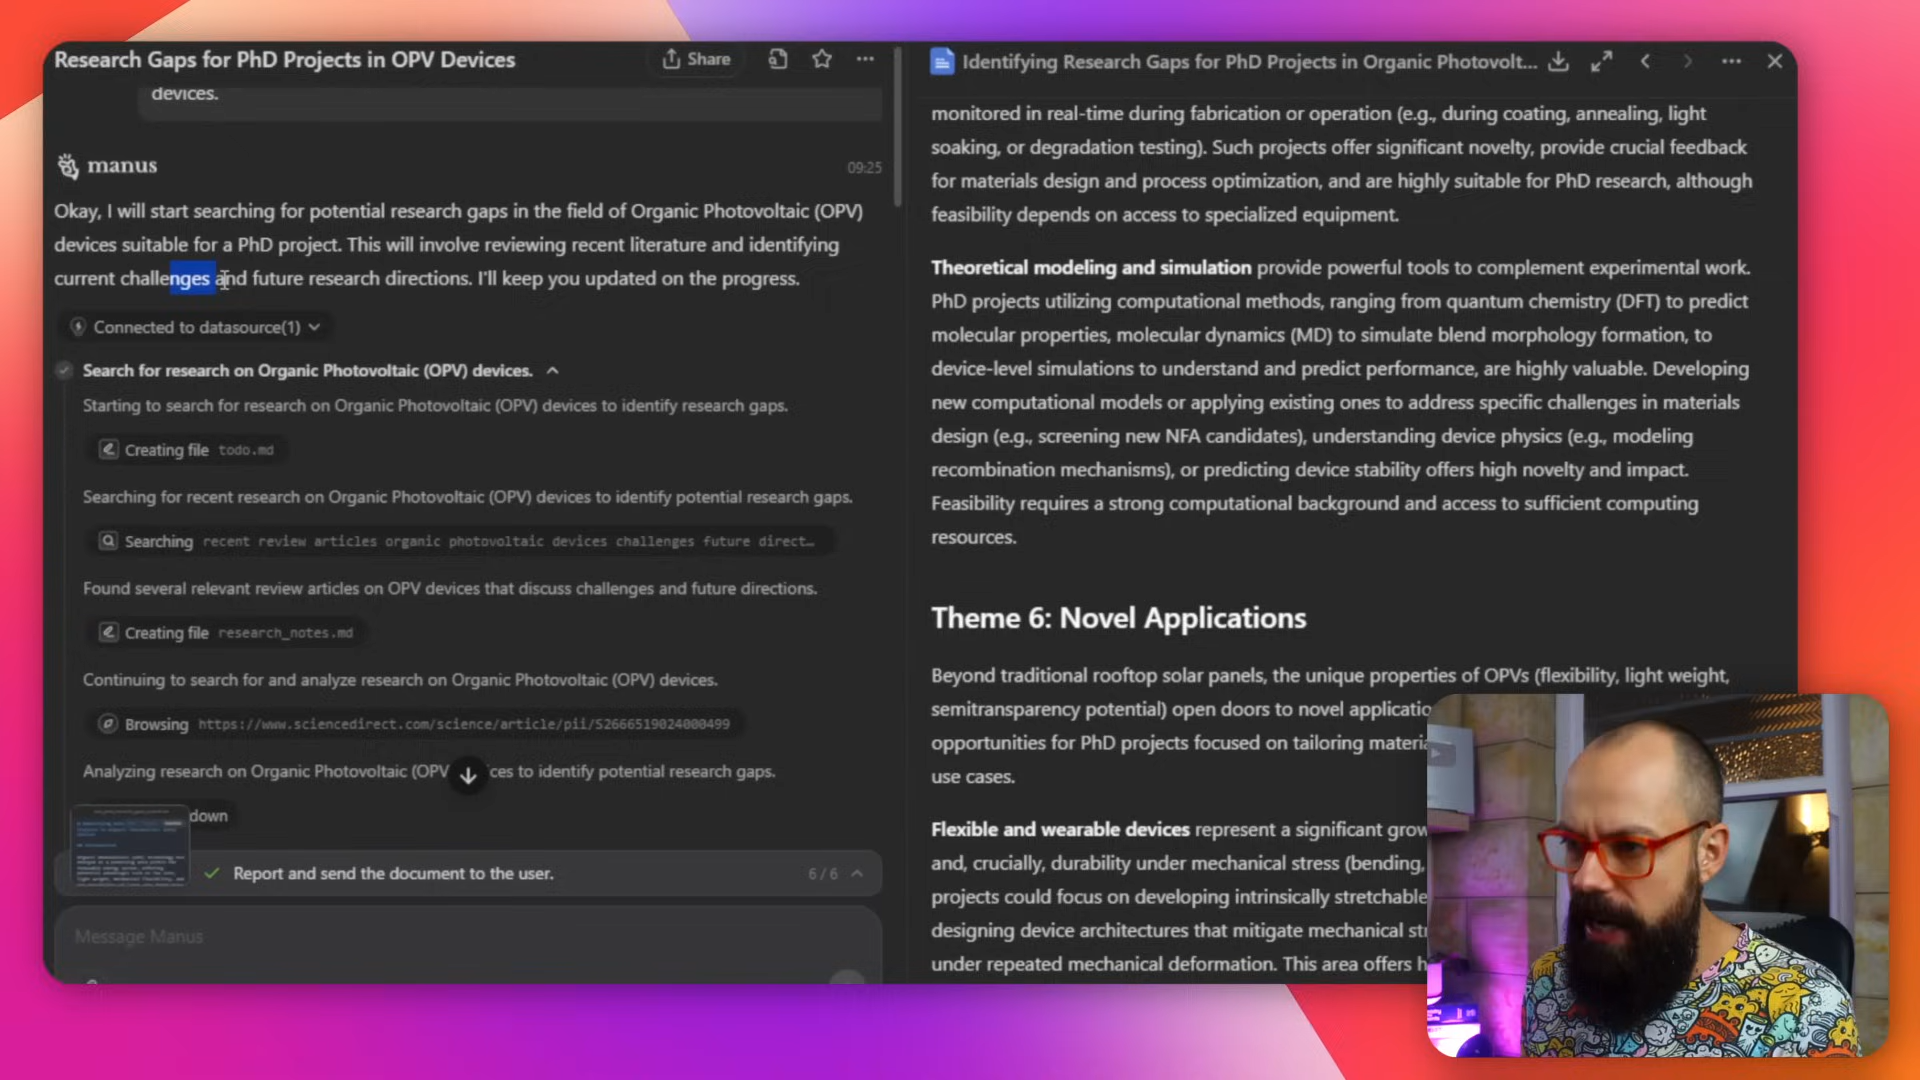 Research Gaps for PhD Projects in OPV Devices
Share
devices.
manus
09:25
Okay, I will start searching for potential research gaps in the field of Organic Photovoltaic (OPV)
devices suitable for a PhD project. This will involve reviewing recent literature and identifying
current challenges and future research directions. I'll keep you updated on the progress.
Connected to datasource(1)
Search for research on Organic Photovoltaic (OPV) devices.
Starting to search for research on Organic Photovoltaic (OPV) devices to identify research gaps.
Creating file todo.md
Searching for recent research on Organic Photovoltaic (OPV) devices to identify potential research gaps.
Searching recent review articles organic photovoltaic devices challenges future direct…
Found several relevant review articles on OPV devices that discuss challenges and future directions.
Creating file research_notes.md
Continuing to search for and analyze research on Organic Photovoltaic (OPV) devices.
Browsing https://www.sciencedirect.com/science/article/pii/S2666519024000499
Analyzing research on Organic Photovoltaic (OPV ces to identify potential research gaps.
down
Report and send the document to the user.
6/6
Message Manus
Identifying Research Gaps for PhD Projects in Organic Photovolt...
monitored in real-time during fabrication or operation (e.g., during coating, annealing, light
soaking, or degradation testing). Such projects offer significant novelty, provide crucial feedback
for materials design and process optimization, and are highly suitable for PhD research, although
feasibility depends on access to specialized equipment.
Theoretical modeling and simulation provide powerful tools to complement experimental work.
PhD projects utilizing computational methods, ranging from quantum chemistry (DFT) to predict
molecular properties, molecular dynamics (MD) to simulate blend morphology formation, to
device-level simulations to understand and predict performance, are highly valuable. Developing
new computational models or applying existing ones to address specific challenges in materials
design (e.g., screening new NFA candidates), understanding device physics (e.g., modeling
recombination mechanisms), or predicting device stability offers high novelty and impact.
Feasibility requires a strong computational background and access to sufficient computing
resources.
Theme 6: Novel Applications
Beyond traditional rooftop solar panels, the unique properties of OPVs (flexibility, light weight,
semitransparency potential) open doors to novel applicatio
opportunities for PhD projects focused on tailoring materia
use cases.
Flexible and wearable devices represent a significant grow
and, crucially, durability under mechanical stress (bending,
projects could focus on developing intrinsically stretchable
designing device architectures that mitigate mechanical st
under repeated mechanical deformation. This area offers h